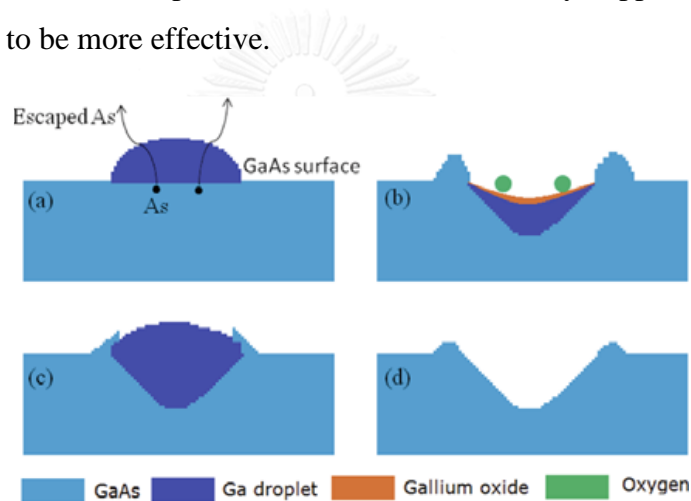 to be more effective.
Escaped As
GaAs surface
(a)
As
(b)
(c)
(d)
GaAs
Ga droplet
Gallium oxide
Oxygen